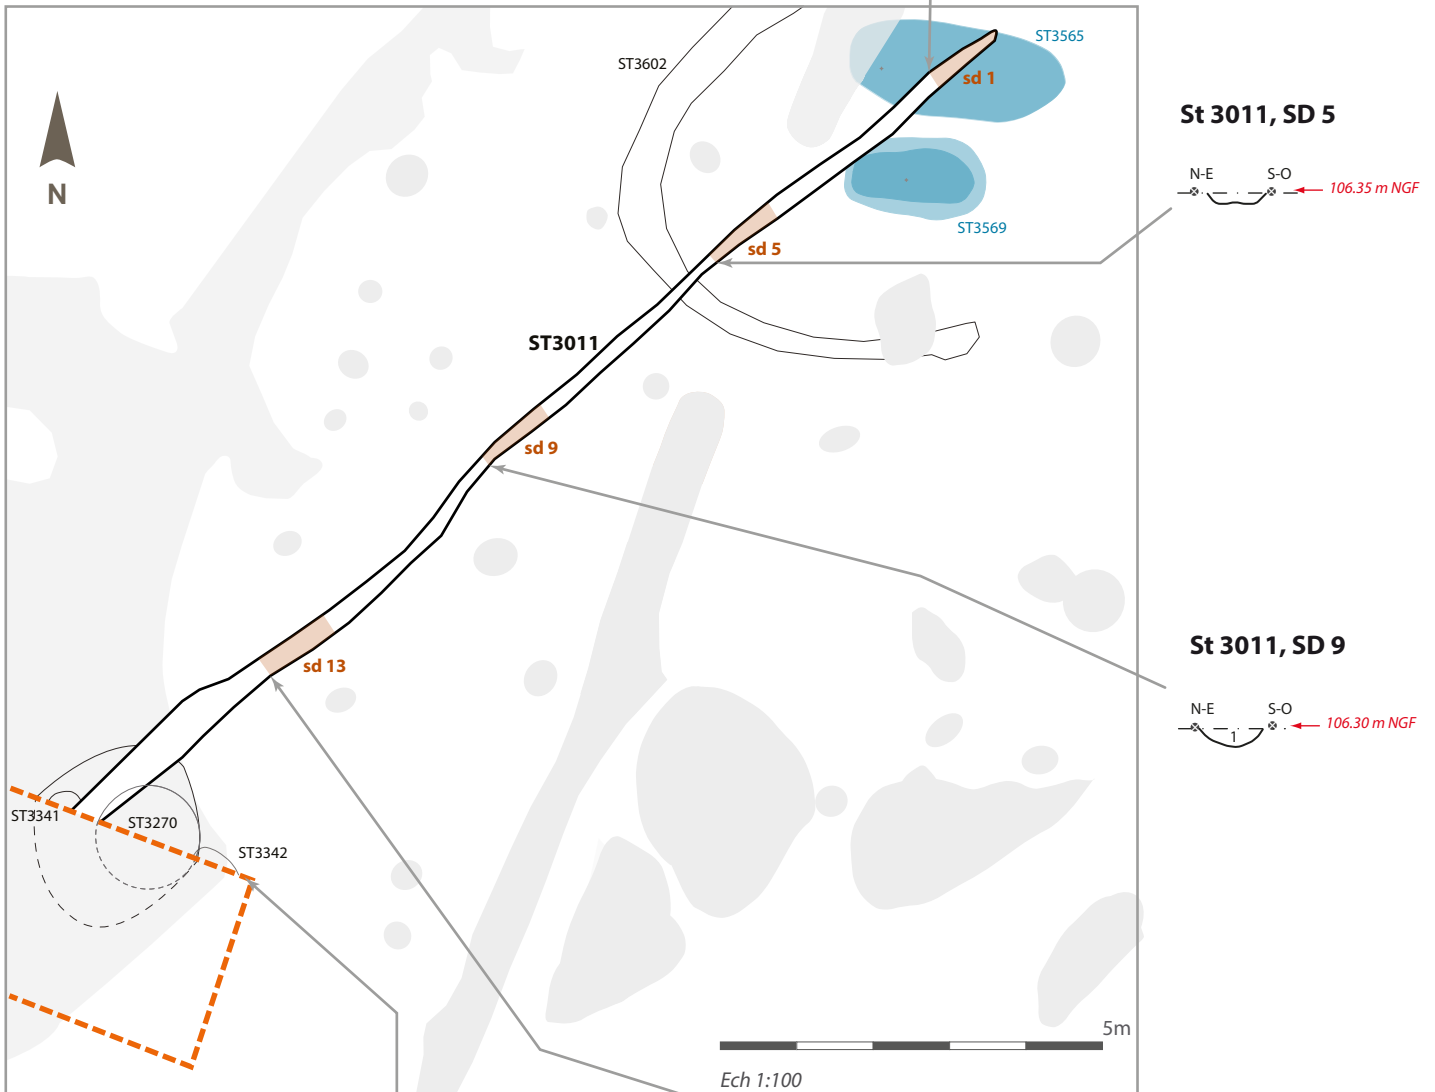 ST3565
ST3602
sd 1
St 3011, SD 5
N-E
S-O
106.35 m NGF
N
ST3569
sd 5
ST3011
sd 9
St 3011, SD 9
N-E
S-O
106.30 m NGF
1
sd 13
ST3341
ST3270
ST3342
5m
Ech 1:100